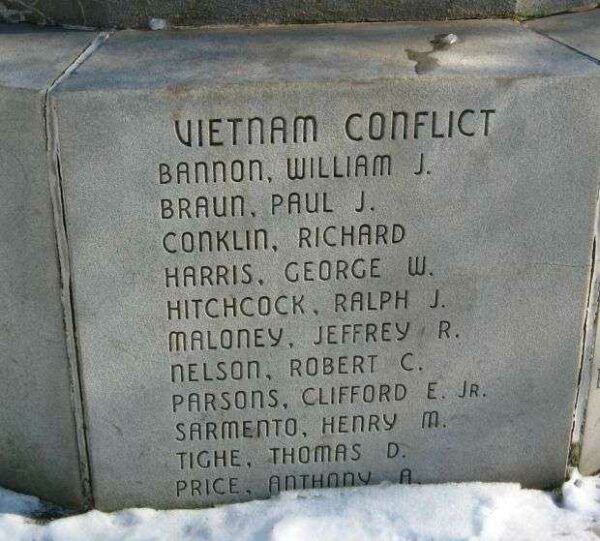 VIETNAM CONFLICT
BANNON, WILLIAM J.
BRAUN, PAUL J.
CONKLIN, RICHARD
HARRIS, GEORGE W.
HITCHCOCK, RALPH J.
MALONEY, JEFFREY R.
NELSON, ROBERT C.
PARSONS, CLIFFORD E. JR.
SARMENTO, HENRY M.
TIGHE, THOMAS D.
PRICE, ANTHONY A.